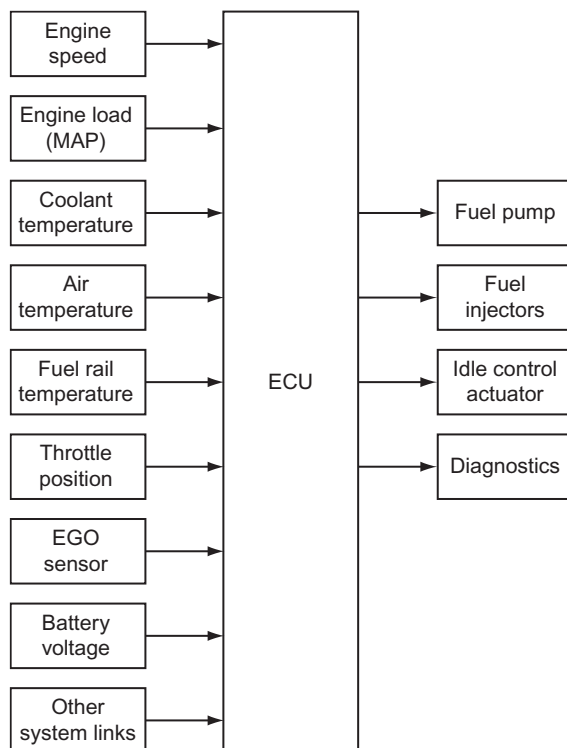 Engine
speed
Engine load
(MAP)
Coolant
temperature
Air
temperature
Fuel rail
temperature
Throttle
position
EGO
sensor
Battery
voltage
Other
system links
ECU
Fuel pump
Fuel
injectors
Idle control
actuator
Diagnostics